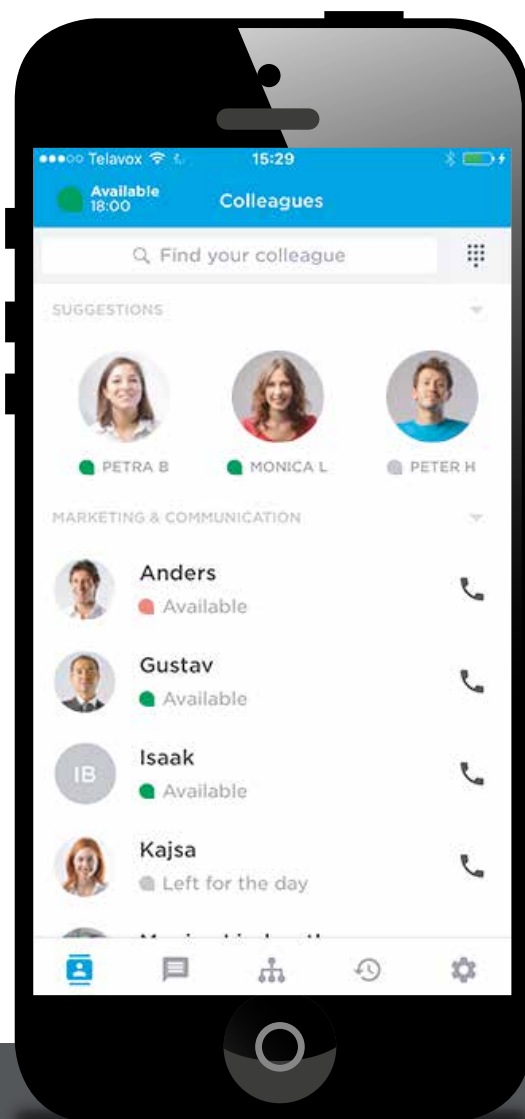 Telavox 15:29
Available
18:00
Colleagues
Find your colleague
SUGGESTIONS
PETRA B MONICA L PETER H
MARKETING & COMMUNICATION
Anders
Available
Gustav
Available
IB
Isaak
Available
Kajsa
Left for the day